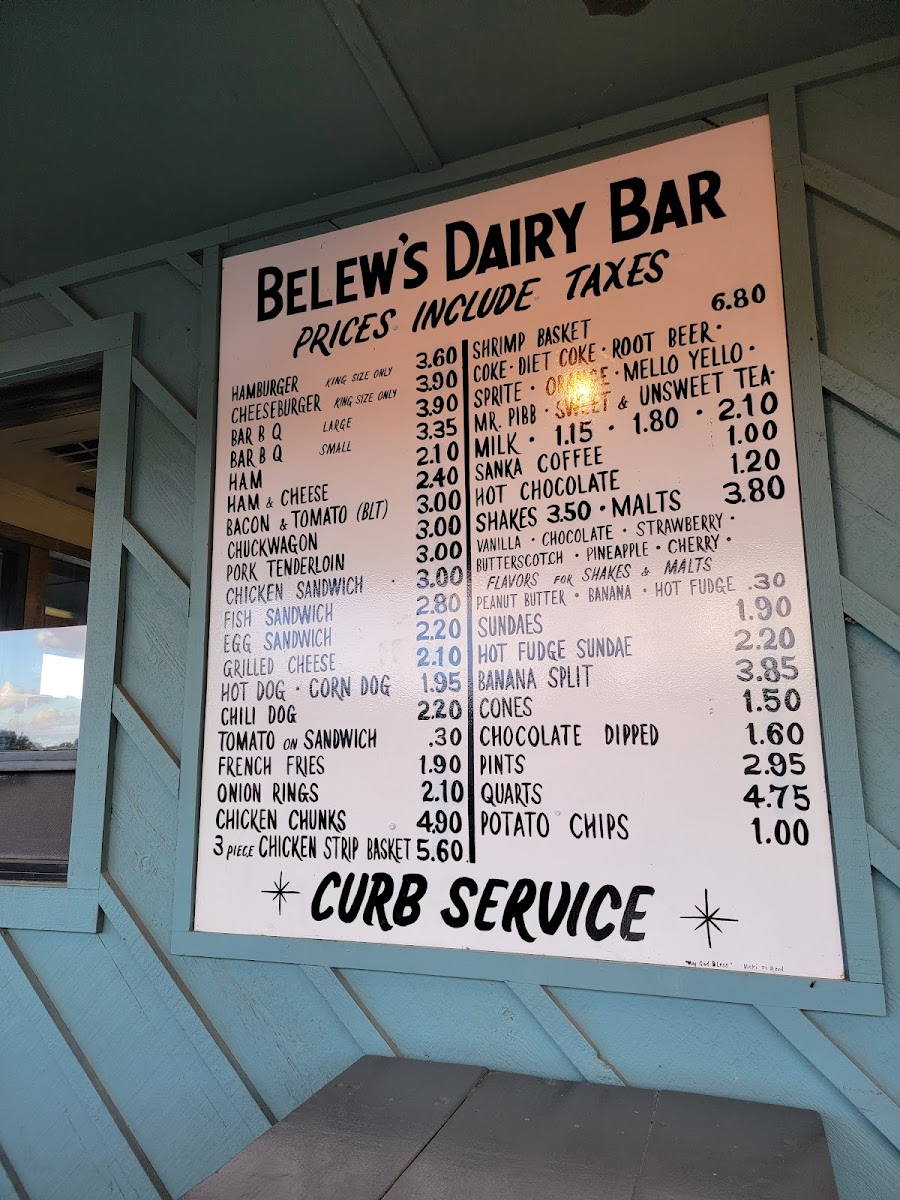 BELEW'S DAIRY BAR
PRICES INCLUDE TAXES
HAMBURGER KING SIZE ONLY 3.60
CHEESEBURGER KING SIZE ONLY 3.90
BAR B Q LARGE 3.90
BAR B Q SMALL 3.35
HAM 2.10
HAM & CHEESE 2.40
BACON & TOMATO (BLT) 3.00
CHUCKWAGON 3.00
PORK TENDERLOIN 3.00
CHICKEN SANDWICH 3.00
FISH SANDWICH 2.80
EGG SANDWICH 2.20
GRILLED CHEESE 2.10
HOT DOG · CORN DOG 1.95
CHILI DOG 2.20
TOMATO ON SANDWICH .30
FRENCH FRIES 1.90
ONION RINGS 2.10
CHICKEN CHUNKS 4.90
3 PIECE CHICKEN STRIP BASKET 5.60
SHRIMP BASKET 6.80
COKE · DIET COKE · ROOT BEER ·
SPRITE · ORANGE · MELLO YELLO ·
MR. PIBB · SWEET & UNSWEET TEA ·
MILK · 1.15 · 1.80 · 2.10
SANKA COFFEE 1.00
HOT CHOCOLATE 1.20
SHAKES 3.50 · MALTS 3.80
VANILLA · CHOCOLATE · STRAWBERRY ·
BUTTERSCOTCH · PINEAPPLE · CHERRY ·
FLAVORS FOR SHAKES & MALTS
PEANUT BUTTER · BANANA · HOT FUDGE .30
SUNDAES 1.90
HOT FUDGE SUNDAE 2.20
BANANA SPLIT 3.85
CONES 1.50
CHOCOLATE DIPPED 1.60
PINTS 2.95
QUARTS 4.75
POTATO CHIPS 1.00
CURB SERVICE